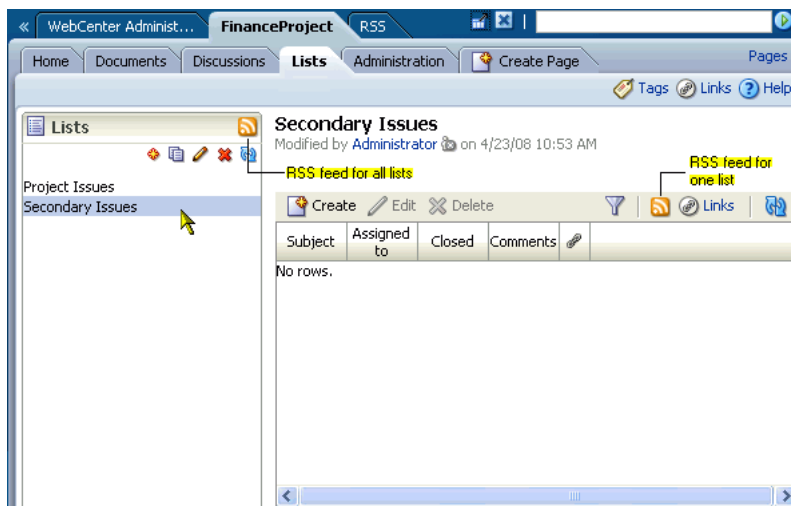 « WebCenter Administ... FinanceProject RSS
Home Documents Discussions Lists Administration Create Page Pages
Tags Links Help
Lists
Secondary Issues
Modified by Administrator on 4/23/08 10:53 AM
RSS feed for all lists
RSS feed for
one list
Project Issues
Secondary Issues
Create Edit Delete Links
Subject Assigned to Closed Comments
No rows.